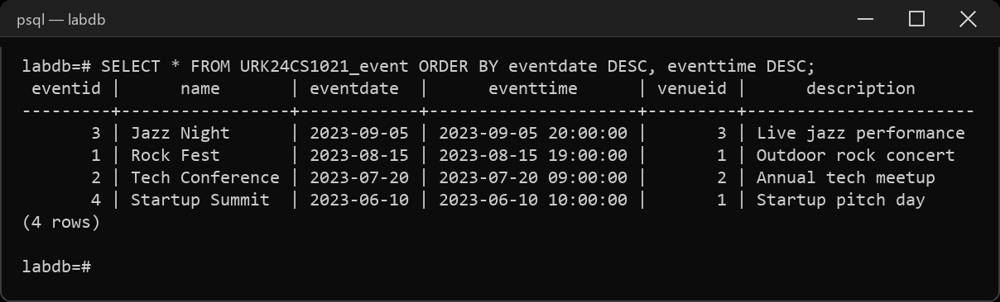 psql — labdb
labdb=# SELECT * FROM URK24CS1021_event ORDER BY eventdate DESC, eventtime DESC;
 eventid |      name       | eventdate  |      eventtime      | venueid |      description
---------+-----------------+------------+---------------------+---------+-----------------------
       3 | Jazz Night      | 2023-09-05 | 2023-09-05 20:00:00 |       3 | Live jazz performance
       1 | Rock Fest       | 2023-08-15 | 2023-08-15 19:00:00 |       1 | Outdoor rock concert
       2 | Tech Conference | 2023-07-20 | 2023-07-20 09:00:00 |       2 | Annual tech meetup
       4 | Startup Summit  | 2023-06-10 | 2023-06-10 10:00:00 |       1 | Startup pitch day
(4 rows)
labdb=#